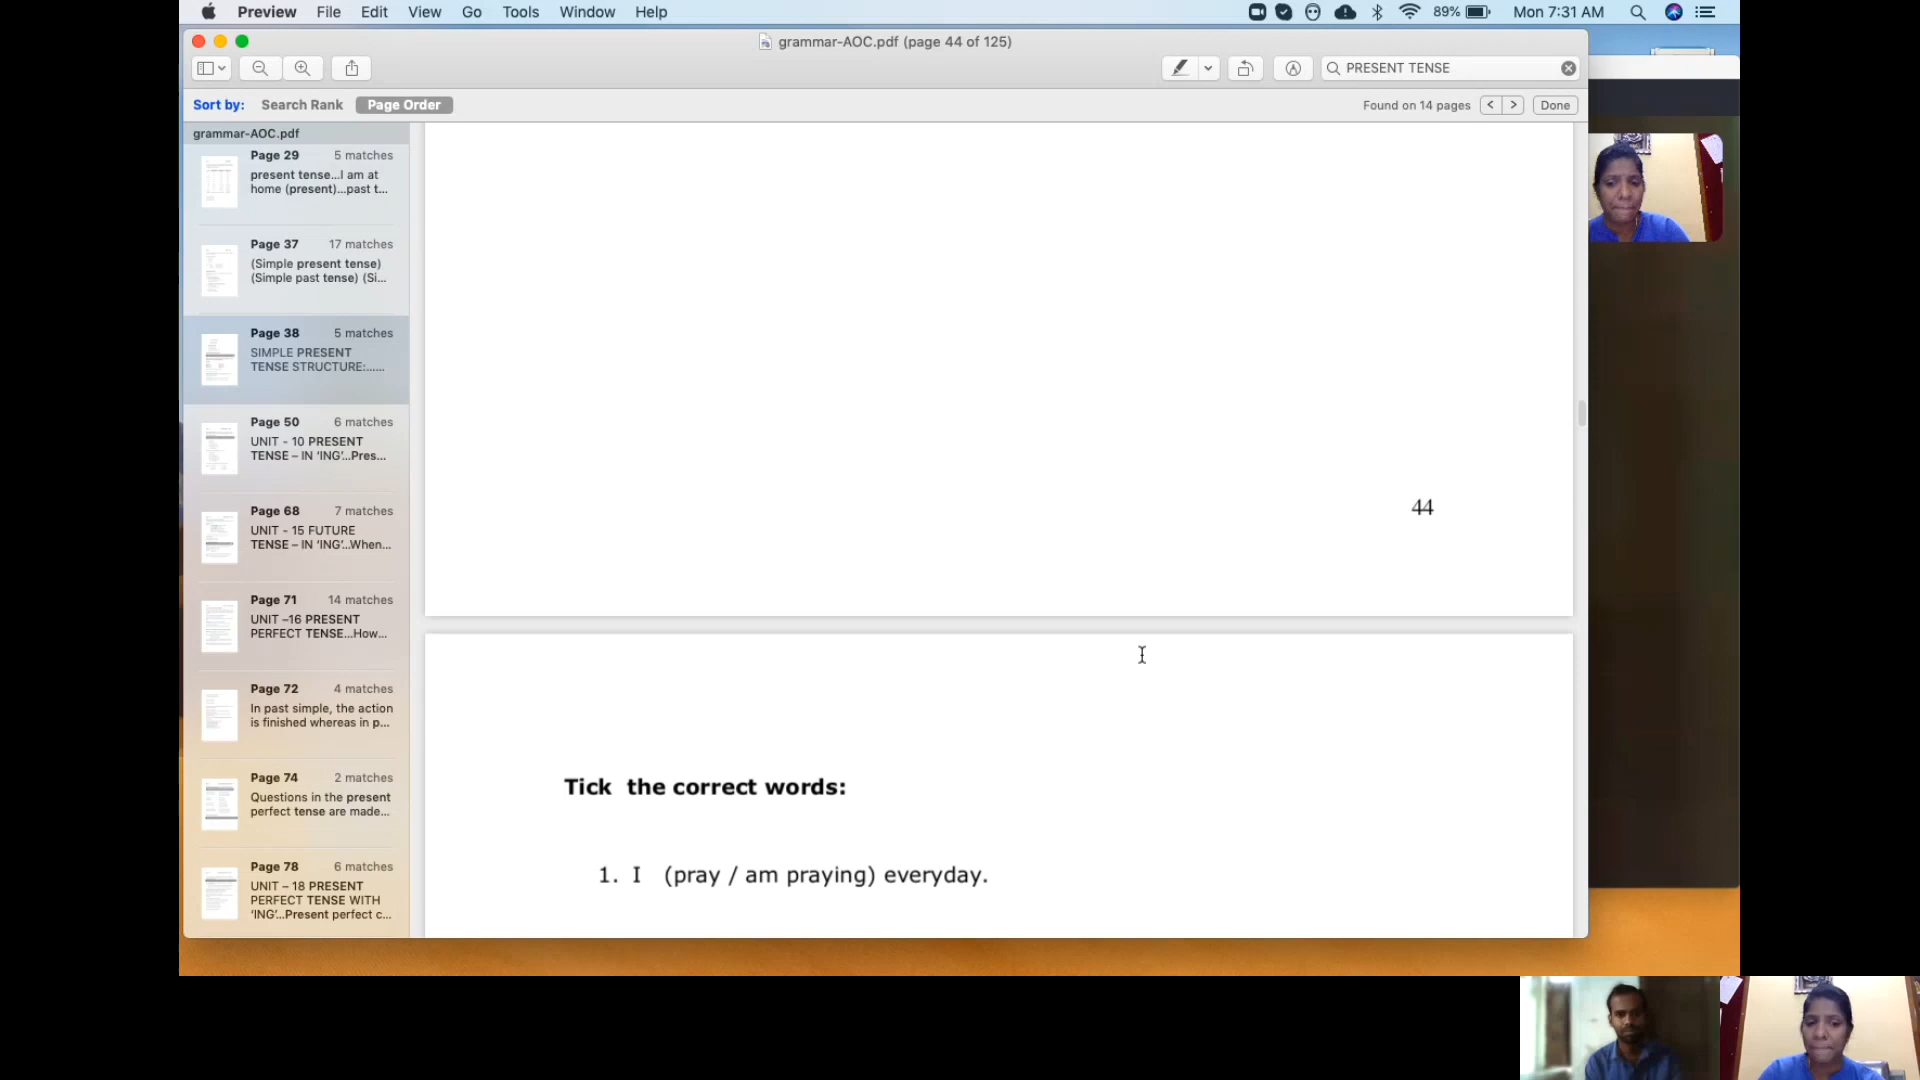 Preview File Edit View Go Tools Window Help 89% Mon 7:31 AM
grammar-AOC.pdf (page 44 of 125)
PRESENT TENSE
Sort by: Search Rank Page Order Found on 14 pages < > Done
grammar-AOC.pdf
Page 29 5 matches
present tense...I am at
home (present)...past t...
Page 37 17 matches
(Simple present tense)
(Simple past tense) (Si...
Page 38 5 matches
SIMPLE PRESENT
TENSE STRUCTURE:......
Page 50 6 matches
UNIT - 10 PRESENT
TENSE – IN ‘ING’...Pres...
Page 68 7 matches
UNIT - 15 FUTURE
TENSE – IN ‘ING’...When...
Page 71 14 matches
UNIT –16 PRESENT
PERFECT TENSE...How...
Page 72 4 matches
In past simple, the action
is finished whereas in p...
Page 74 2 matches
Questions in the present
perfect tense are made...
Page 78 6 matches
UNIT – 18 PRESENT
PERFECT TENSE WITH
‘ING’...Present perfect c...
44
Tick the correct words:
1. I (pray / am praying) everyday.